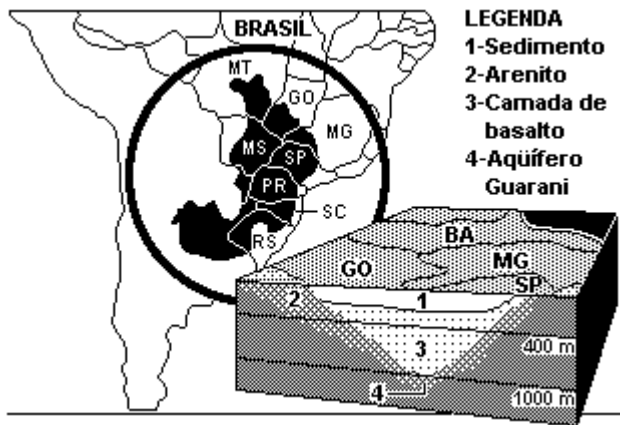 BRASIL
MT
GO
MG
MS
SP
PR
SC
RS
LEGENDA
1-Sedimento
2-Arenito
3-Camada de
basalto
4-Aqüífero
Guarani
BA
GO
MG
SP
2
1
400 m
3
4
1000 m